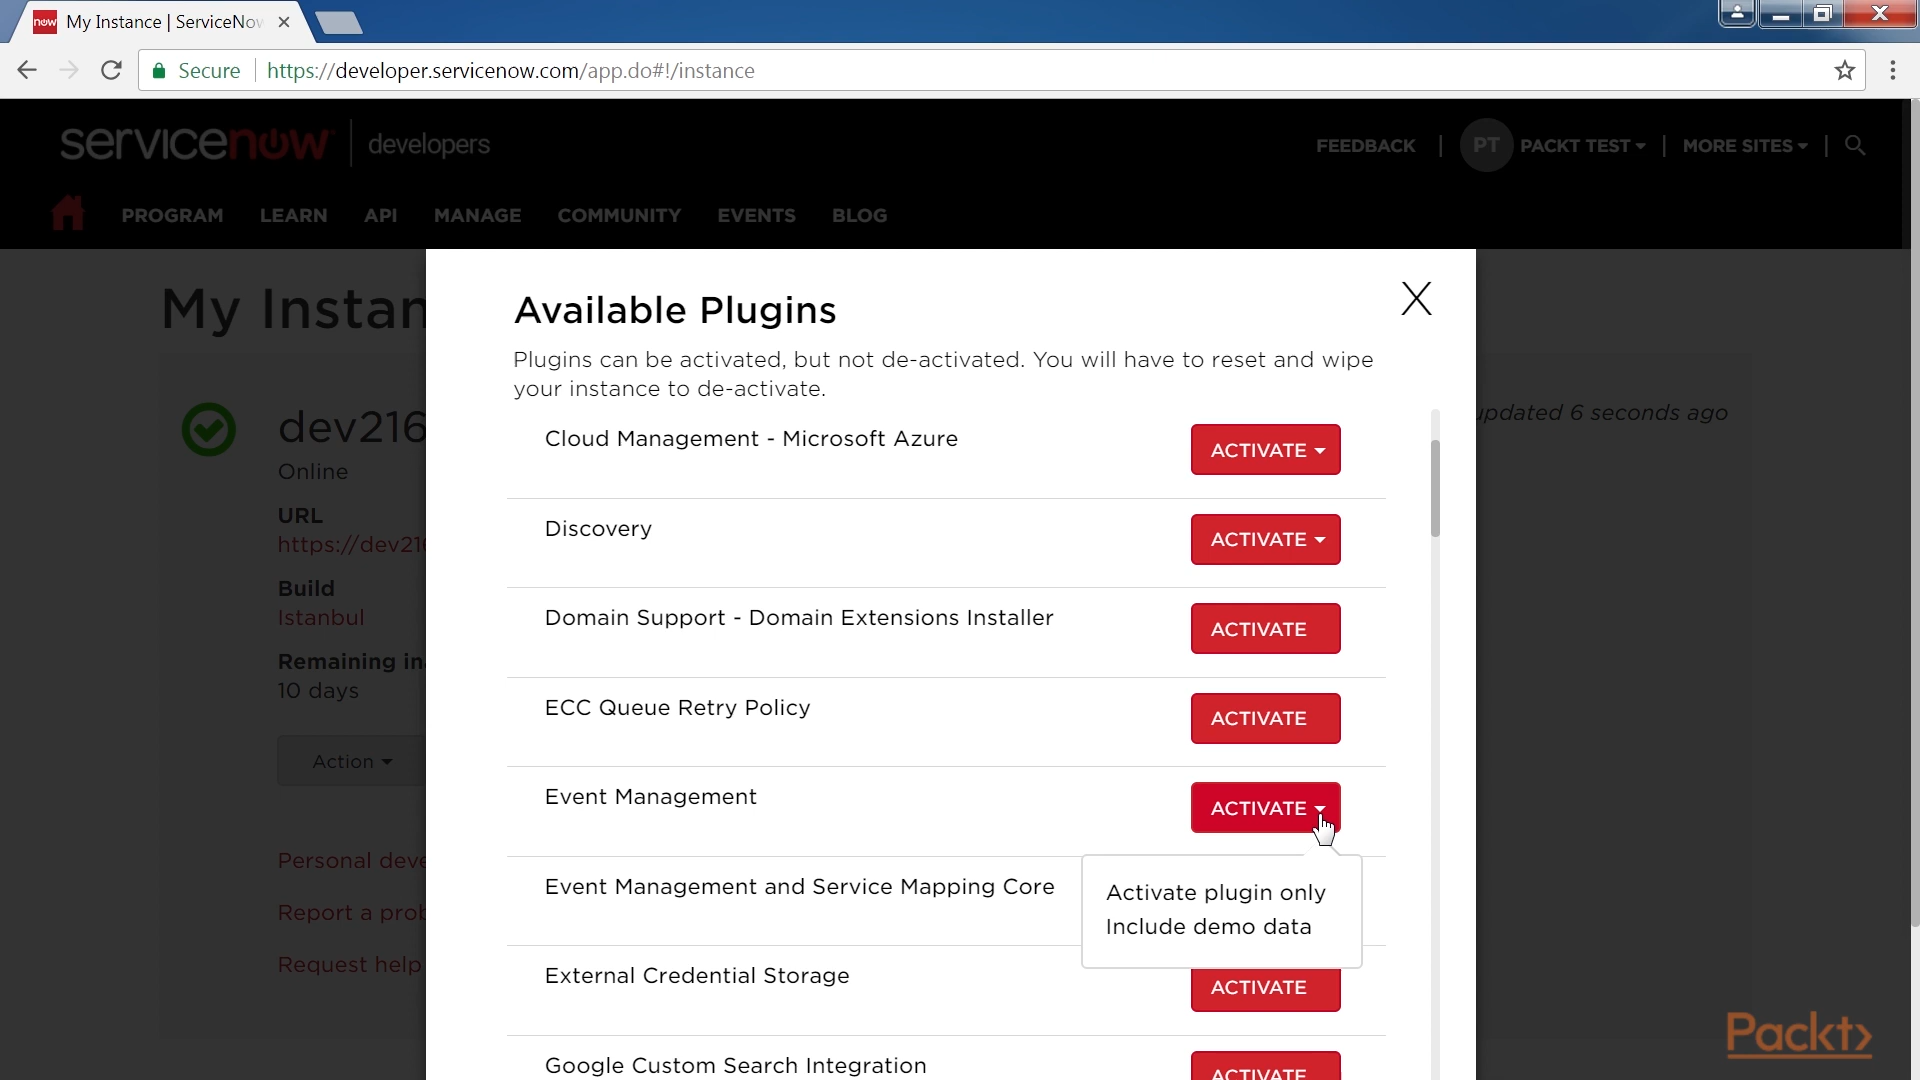 now My Instance | ServiceNow
Secure https://developer.servicenow.com/app.do#!/instance
servicenow developers
FEEDBACK | PT PACKT TEST | MORE SITES |
PROGRAM LEARN API MANAGE COMMUNITY EVENTS BLOG
My Instan
Available Plugins
X
Plugins can be activated, but not de-activated. You will have to reset and wipe
your instance to de-activate.
updated 6 seconds ago
dev216
Online
URL
https://dev216
Build
Istanbul
Remaining in
10 days
Action
Personal deve
Report a prob
Request help
Cloud Management - Microsoft Azure ACTIVATE
Discovery ACTIVATE
Domain Support - Domain Extensions Installer ACTIVATE
ECC Queue Retry Policy ACTIVATE
Event Management ACTIVATE
Event Management and Service Mapping Core
Activate plugin only
Include demo data
External Credential Storage ACTIVATE
Google Custom Search Integration ACTIVATE
Packt